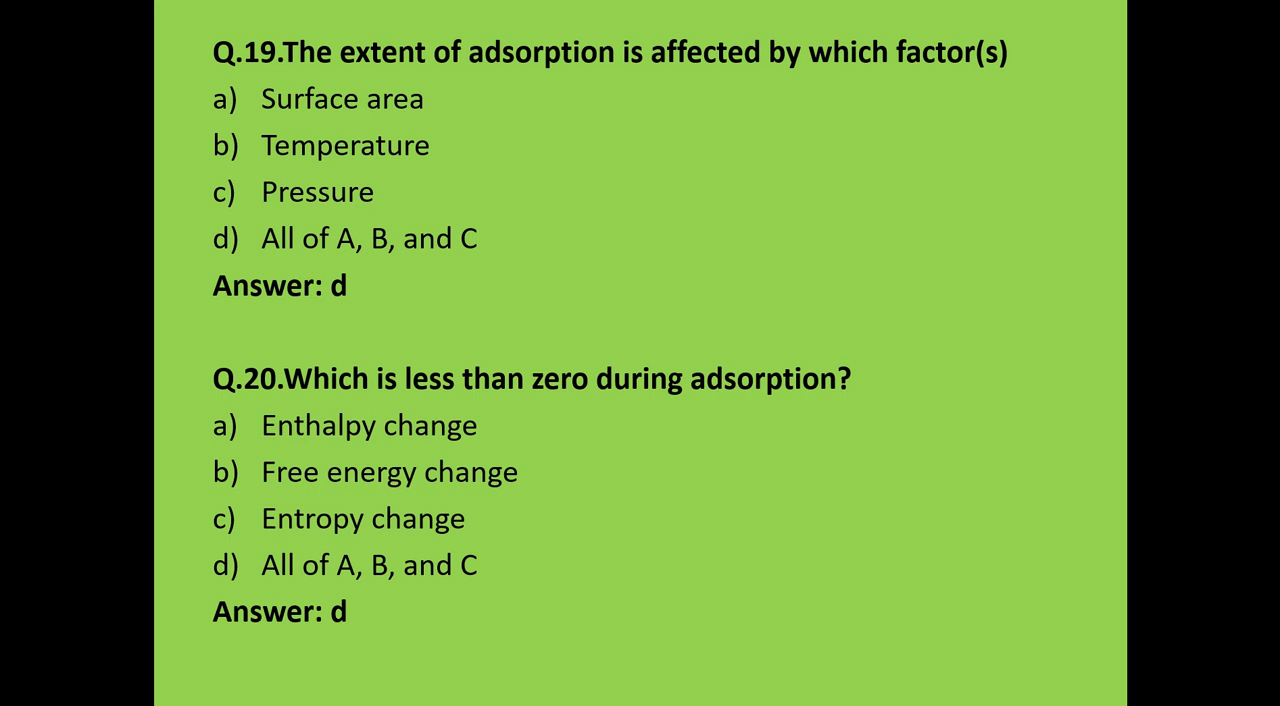 Q.19.The extent of adsorption is affected by which factor(s)
a) Surface area
b) Temperature
c) Pressure
d) All of A, B, and C
Answer: d
Q.20.Which is less than zero during adsorption?
a) Enthalpy change
b) Free energy change
c) Entropy change
d) All of A, B, and C
Answer: d